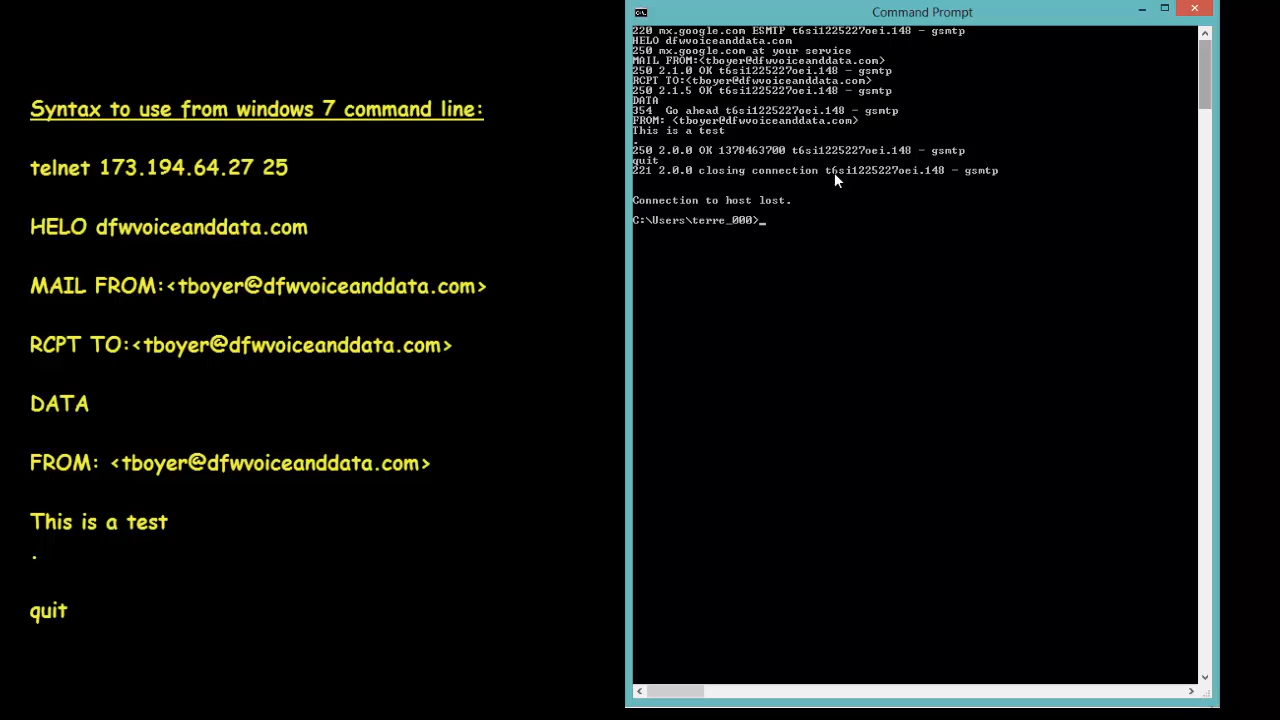 Syntax to use from windows 7 command line:
telnet 173.194.64.27 25
HELO dfwvoiceanddata.com
MAIL FROM:<tboyer@dfwvoiceanddata.com>
RCPT TO:<tboyer@dfwvoiceanddata.com>
DATA
FROM: <tboyer@dfwvoiceanddata.com>
This is a test
.
quit
Command Prompt
220 mx.google.com ESMTP t6si1225227oei.148 - gsmtp
HELO dfwvoiceanddata.com
250 mx.google.com at your service
MAIL FROM:<tboyer@dfwvoiceanddata.com>
250 2.1.0 OK t6si1225227oei.148 - gsmtp
RCPT TO:<tboyer@dfwvoiceanddata.com>
250 2.1.5 OK t6si1225227oei.148 - gsmtp
DATA
354  Go ahead t6si1225227oei.148 - gsmtp
FROM: <tboyer@dfwvoiceanddata.com>
This is a test
.
250 2.0.0 OK 1378463700 t6si1225227oei.148 - gsmtp
quit
221 2.0.0 closing connection t6si1225227oei.148 - gsmtp
Connection to host lost.
C:\Users\terre_000>_